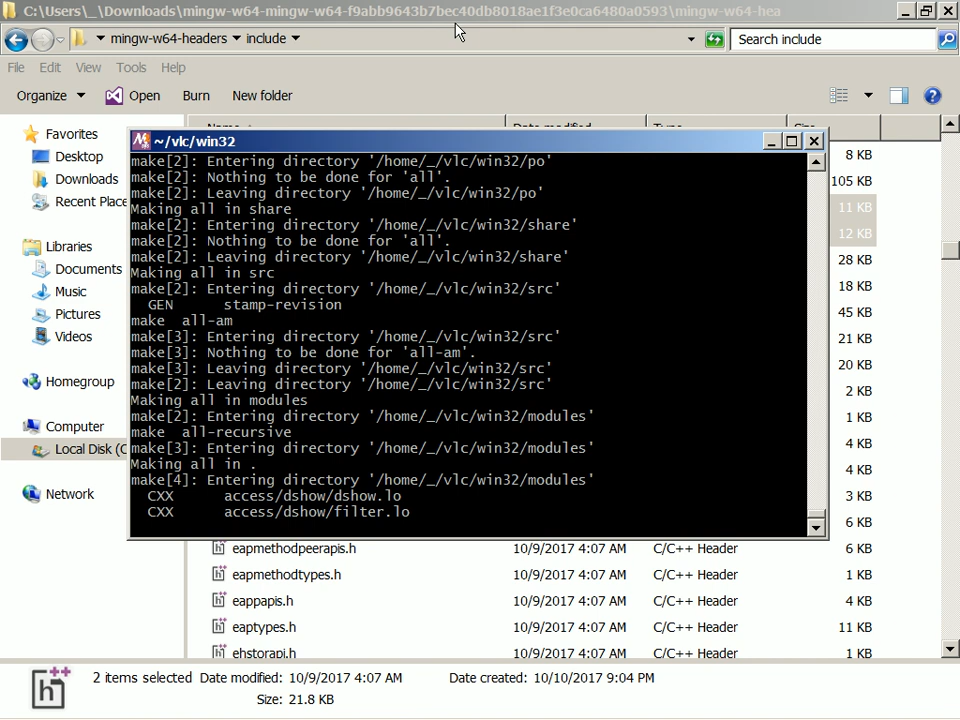 C:\Users\_\Downloads\mingw-w64-mingw-w64-f9abb9643b7bec40db8018ae1f3e0ca6480a0593\mingw-w64-hea
mingw-w64-headers include Search include
File Edit View Tools Help
Organize Open Burn New folder
Favorites
Desktop
Downloads
Recent Place
Libraries
Documents
Music
Pictures
Videos
Homegroup
Computer
Local Disk (C
Network
Name Date modified Type Size
~/vlc/win32
make[2]: Entering directory '/home/_/vlc/win32/po'
make[2]: Nothing to be done for 'all'.
make[2]: Leaving directory '/home/_/vlc/win32/po'
Making all in share
make[2]: Entering directory '/home/_/vlc/win32/share'
make[2]: Nothing to be done for 'all'.
make[2]: Leaving directory '/home/_/vlc/win32/share'
Making all in src
make[2]: Entering directory '/home/_/vlc/win32/src'
  GEN      stamp-revision
make  all-am
make[3]: Entering directory '/home/_/vlc/win32/src'
make[3]: Nothing to be done for 'all-am'.
make[3]: Leaving directory '/home/_/vlc/win32/src'
make[2]: Leaving directory '/home/_/vlc/win32/src'
Making all in modules
make[2]: Entering directory '/home/_/vlc/win32/modules'
make  all-recursive
make[3]: Entering directory '/home/_/vlc/win32/modules'
Making all in .
make[4]: Entering directory '/home/_/vlc/win32/modules'
  CXX      access/dshow/dshow.lo
  CXX      access/dshow/filter.lo
8 KB
105 KB
11 KB
12 KB
28 KB
18 KB
45 KB
21 KB
20 KB
2 KB
1 KB
4 KB
4 KB
3 KB
6 KB
eapmethodpeerapis.h 10/9/2017 4:07 AM C/C++ Header 6 KB
eapmethodtypes.h 10/9/2017 4:07 AM C/C++ Header 1 KB
eappapis.h 10/9/2017 4:07 AM C/C++ Header 4 KB
eaptypes.h 10/9/2017 4:07 AM C/C++ Header 11 KB
ehstorapi.h 10/9/2017 4:07 AM C/C++ Header 1 KB
h++
2 items selected Date modified: 10/9/2017 4:07 AM Date created: 10/10/2017 9:04 PM
Size: 21.8 KB